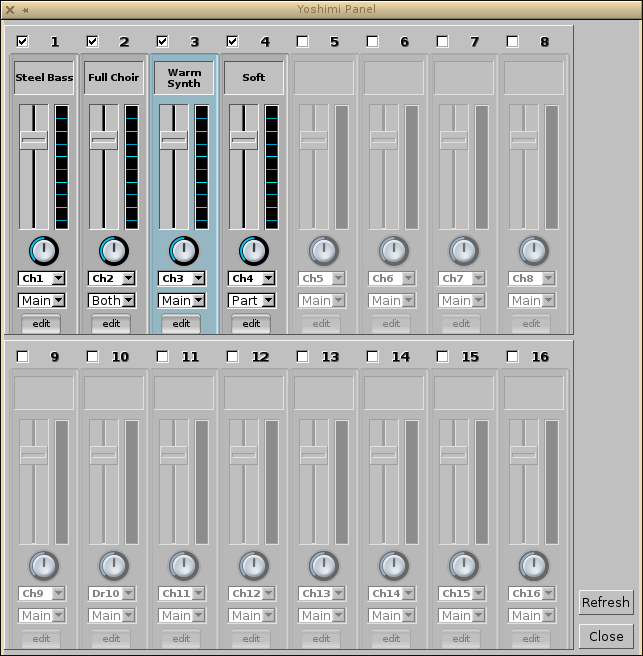 Yoshimi Panel
1 2 3 4 5 6 7 8
Steel Bass Full Choir Warm Synth Soft
Ch1 Ch2 Ch3 Ch4 Ch5 Ch6 Ch7 Ch8
Main Both Main Part Main Main Main Main
edit edit edit edit edit edit edit edit
9 10 11 12 13 14 15 16
Ch9 Dr10 Ch11 Ch12 Ch13 Ch14 Ch15 Ch16
Main Main Main Main Main Main Main Main
edit edit edit edit edit edit edit edit
Refresh
Close